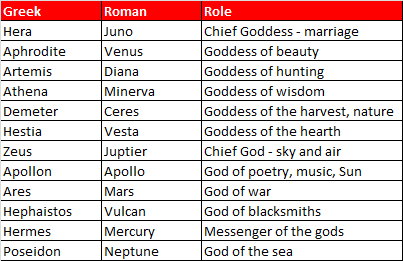 Greek Roman Role
Hera Juno Chief Goddess - marriage
Aphrodite Venus Goddess of beauty
Artemis Diana Goddess of hunting
Athena Minerva Goddess of wisdom
Demeter Ceres Goddess of the harvest, nature
Hestia Vesta Goddess of the hearth
Zeus Juptier Chief God - sky and air
Apollon Apollo God of poetry, music, Sun
Ares Mars God of war
Hephaistos Vulcan God of blacksmiths
Hermes Mercury Messenger of the gods
Poseidon Neptune God of the sea